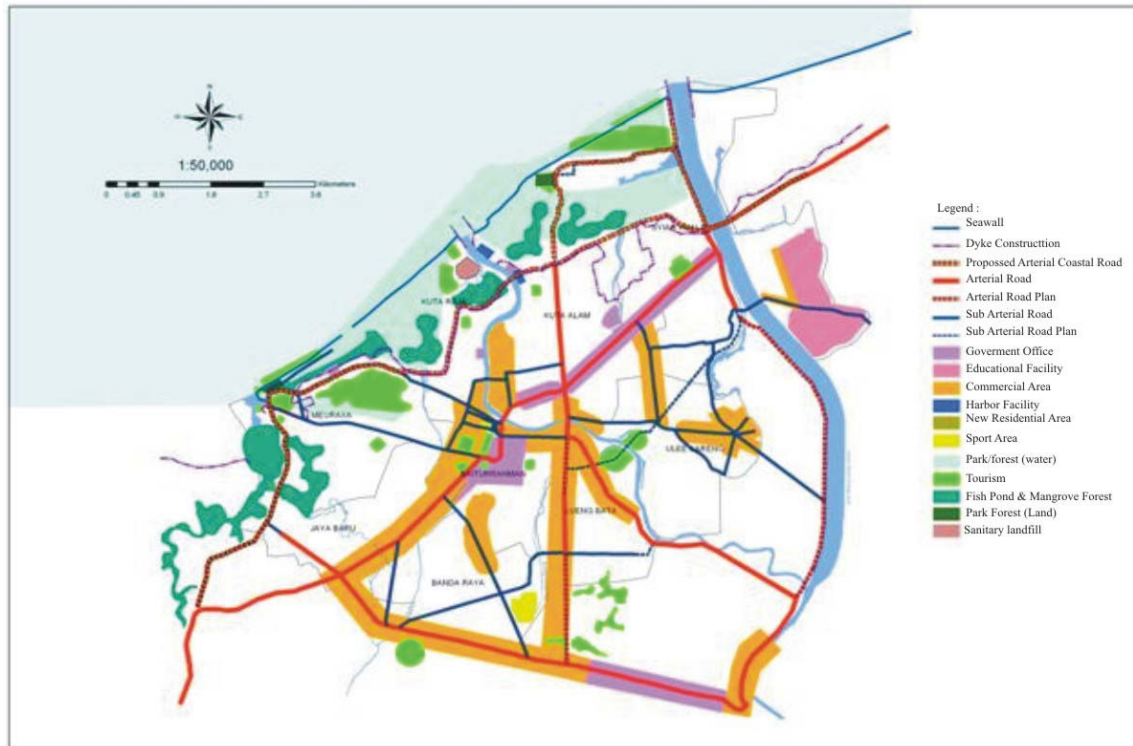 N
1:50,000
Kilometers
0 0.45 0.9 1.8 2.7 3.6
KUTA RAJA
KUTA ALAM
MEURAXA
ULEE KARENG
BAITURRAHMAN
LUENG BATA
JAYA BARU
BANDA RAYA
Legend :
Seawall
Dyke Constructtion
Propossed Arterial Coastal Road
Arterial Road
Arterial Road Plan
Sub Arterial Road
Sub Arterial Road Plan
Goverment Office
Educational Facility
Commercial Area
Harbor Facility
New Residential Area
Sport Area
Park/forest (water)
Tourism
Fish Pond & Mangrove Forest
Park Forest (Land)
Sanitary landfill